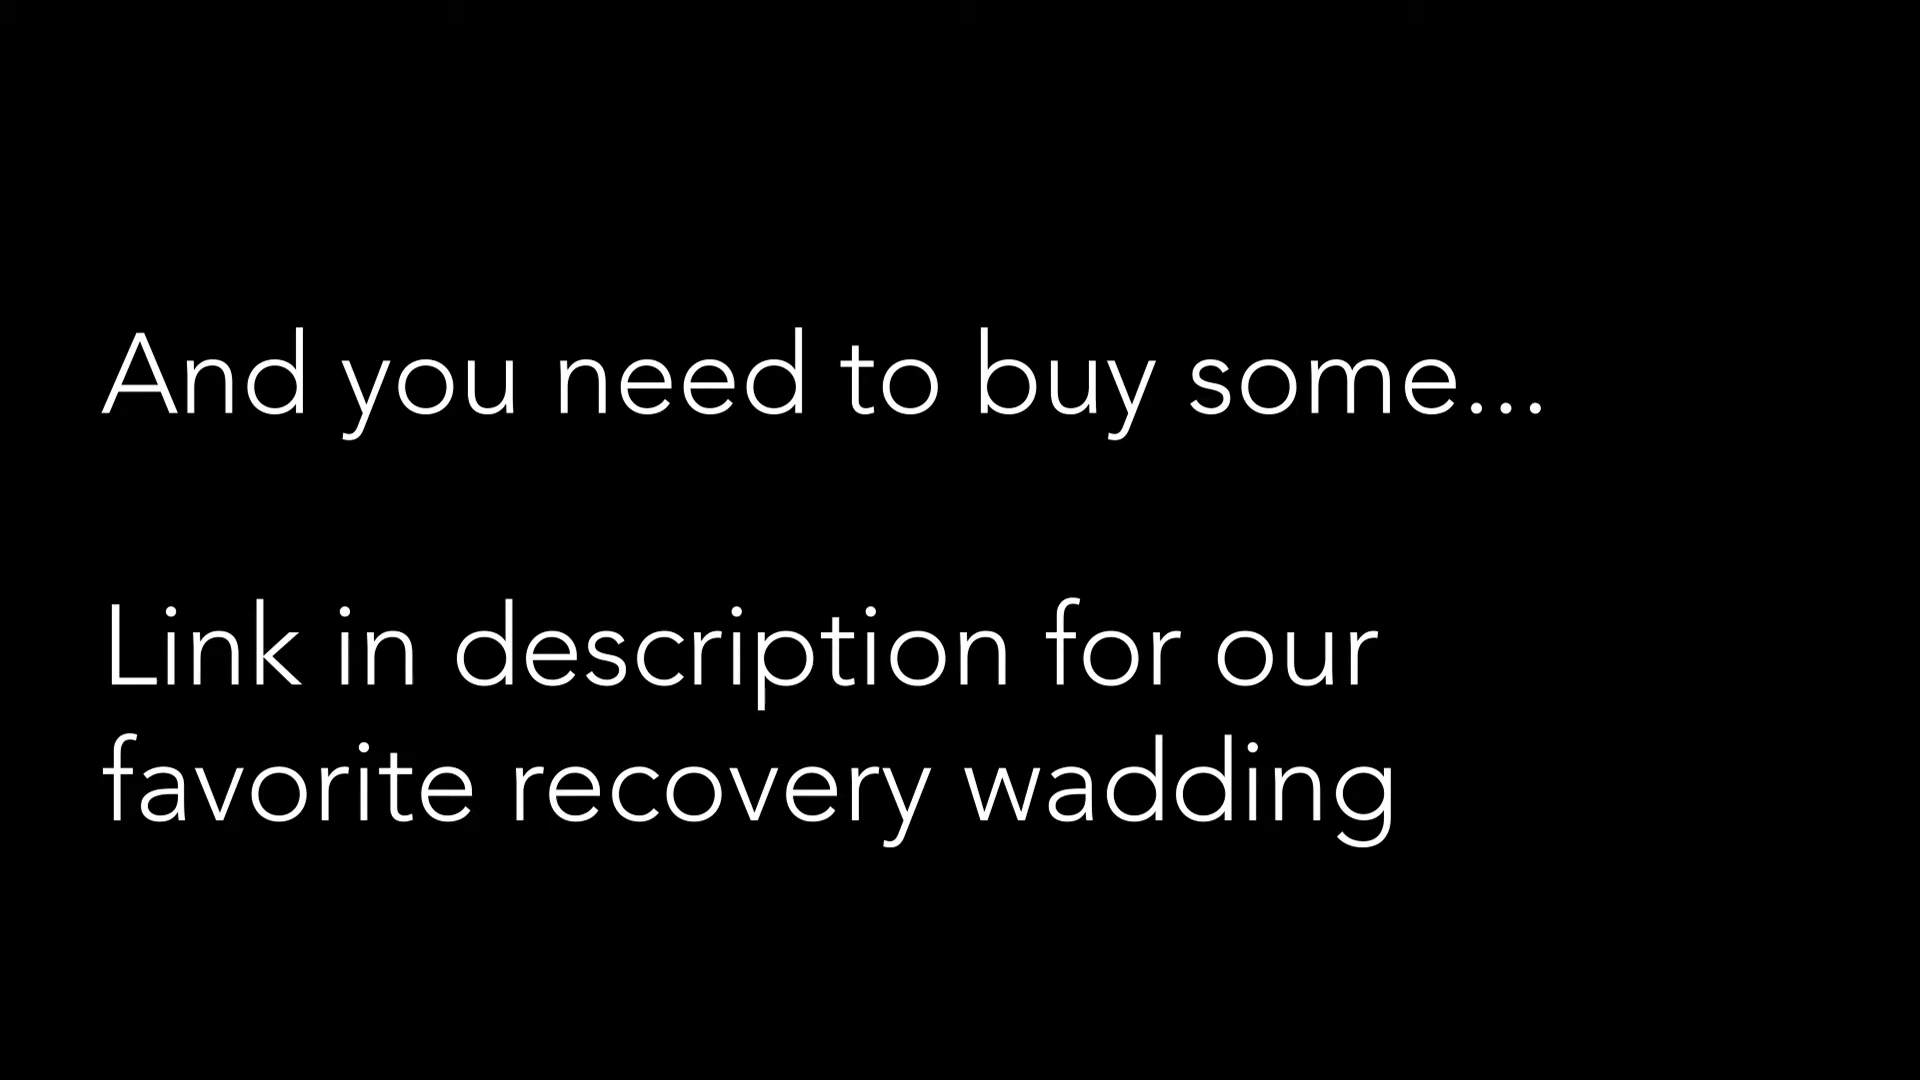 And you need to buy some...
Link in description for our
favorite recovery wadding